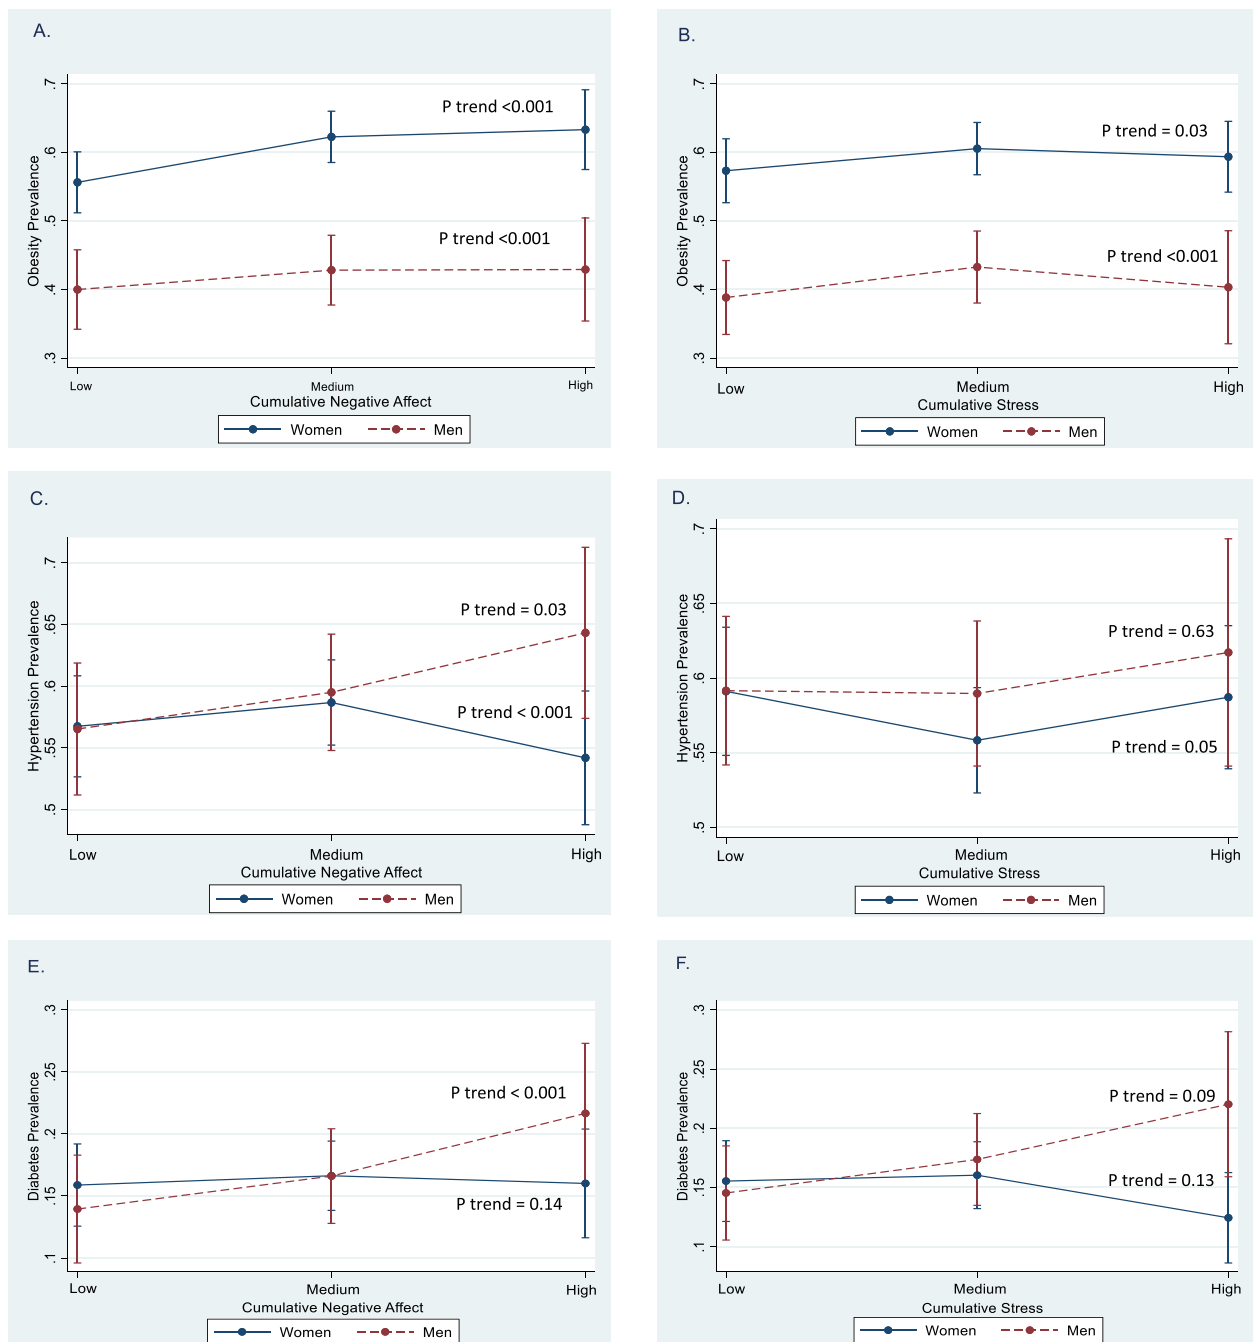 A.
.7
.6
.5
.4
.3
Obesity Prevalence
P trend <0.001
P trend <0.001
Low Medium High
Cumulative Negative Affect
Women Men
B.
.7
.6
.5
.4
.3
Obesity Prevalence
P trend = 0.03
P trend <0.001
Low Medium High
Cumulative Stress
Women Men
C.
.7
.65
.6
.55
.5
Hypertension Prevalence
P trend = 0.03
P trend < 0.001
Low Medium High
Cumulative Negative Affect
Women Men
D.
.7
.65
.6
.55
.5
Hypertension Prevalence
P trend = 0.63
P trend = 0.05
Low Medium High
Cumulative Stress
Women Men
E.
.3
.25
.2
.15
.1
Diabetes Prevalence
P trend < 0.001
P trend = 0.14
Low Medium High
Cumulative Negative Affect
Women Men
F.
.3
.25
.2
.15
.1
Diabetes Prevalence
P trend = 0.09
P trend = 0.13
Low Medium High
Cumulative Stress
Women Men